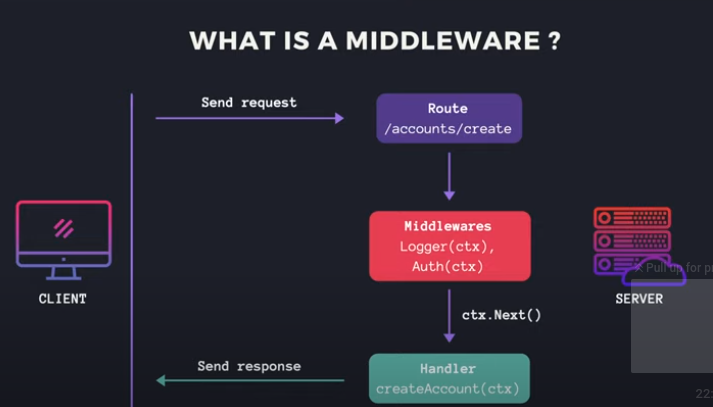 WHAT IS A MIDDLEWARE ?
Send request
Route
/accounts/create
Middlewares
Logger(ctx),
Auth(ctx)
CLIENT
SERVER
ctx.Next()
Send response
Handler
createAccount(ctx)
Pull up for
22: